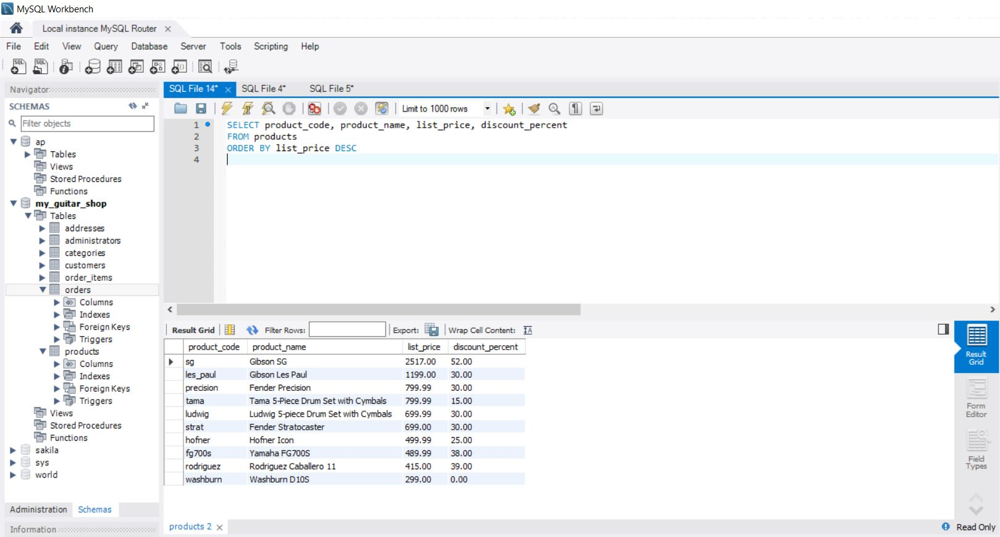 MySQL Workbench
Local instance MySQL Router
File Edit View Query Database Server Tools Scripting Help
SQL SQL
Navigator
SCHEMAS
Filter objects
ap
Tables
Views
Stored Procedures
Functions
my_guitar_shop
Tables
addresses
administrators
categories
customers
order_items
orders
Columns
Indexes
Foreign Keys
Triggers
products
Columns
Indexes
Foreign Keys
Triggers
Views
Stored Procedures
Functions
sakila
sys
world
Administration Schemas
Information
SQL File 14* SQL File 4* SQL File 5*
Limit to 1000 rows
1 SELECT product_code, product_name, list_price, discount_percent
2 FROM products
3 ORDER BY list_price DESC
4
Result Grid Filter Rows: Export: Wrap Cell Content:
product_code product_name list_price discount_percent
sg Gibson SG 2517.00 52.00
les_paul Gibson Les Paul 1199.00 30.00
precision Fender Precision 799.99 30.00
tama Tama 5-Piece Drum Set with Cymbals 799.99 15.00
ludwig Ludwig 5-piece Drum Set with Cymbals 699.99 30.00
strat Fender Stratocaster 699.00 30.00
hofner Hofner Icon 499.99 25.00
fg700s Yamaha FG700S 489.99 38.00
rodriguez Rodriguez Caballero 11 415.00 39.00
washburn Washburn D10S 299.00 0.00
Result
Grid
Form
Editor
Field
Types
products 2
Read Only